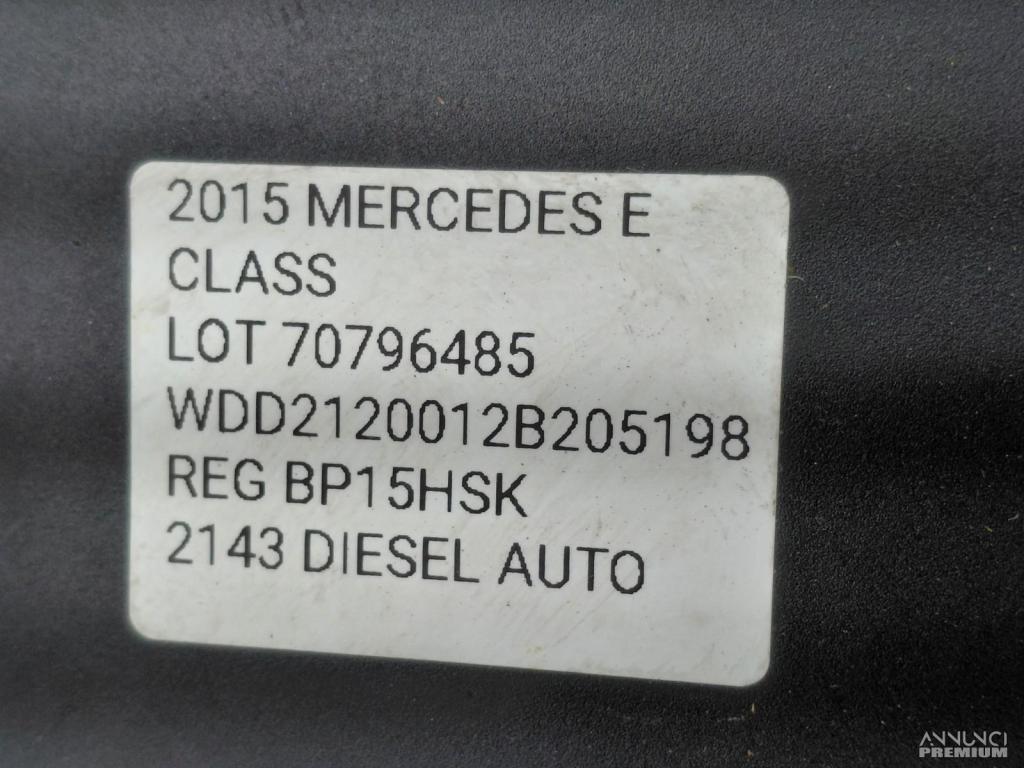 2015 MERCEDES E
CLASS
LOT 70796485
WDD2120012B205198
REG BP15HSK
2143 DIESEL AUTO
ANNUNCI
PREMIUM